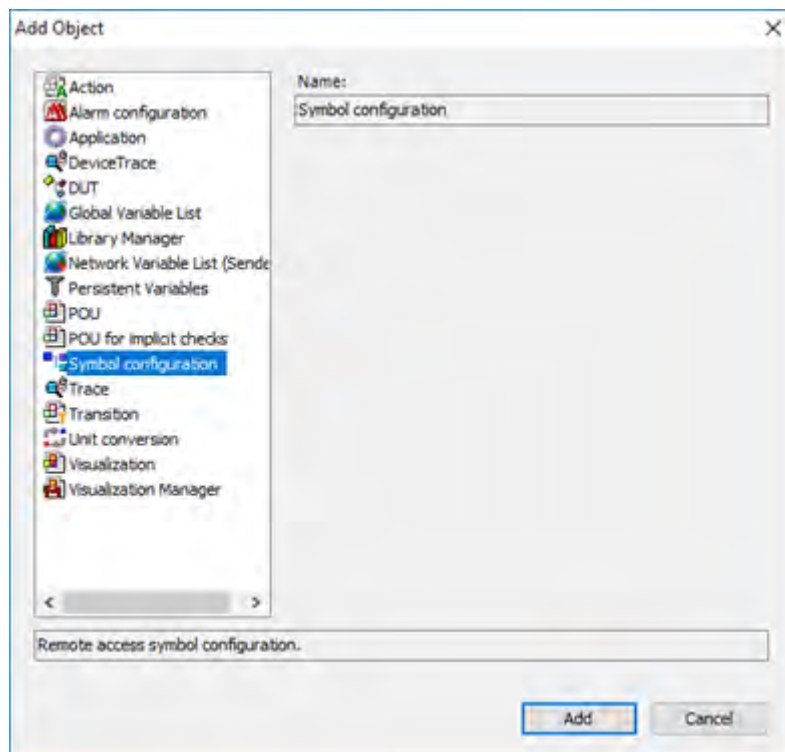 Add Object
Name:
Symbol configuration
Action
Alarm configuration
Application
DeviceTrace
DUT
Global Variable List
Library Manager
Network Variable List (Sende
Persistent Variables
POU
POU for implicit checks
Symbol configuration
Trace
Transition
Unit conversion
Visualization
Visualization Manager
Remote access symbol configuration.
Add
Cancel